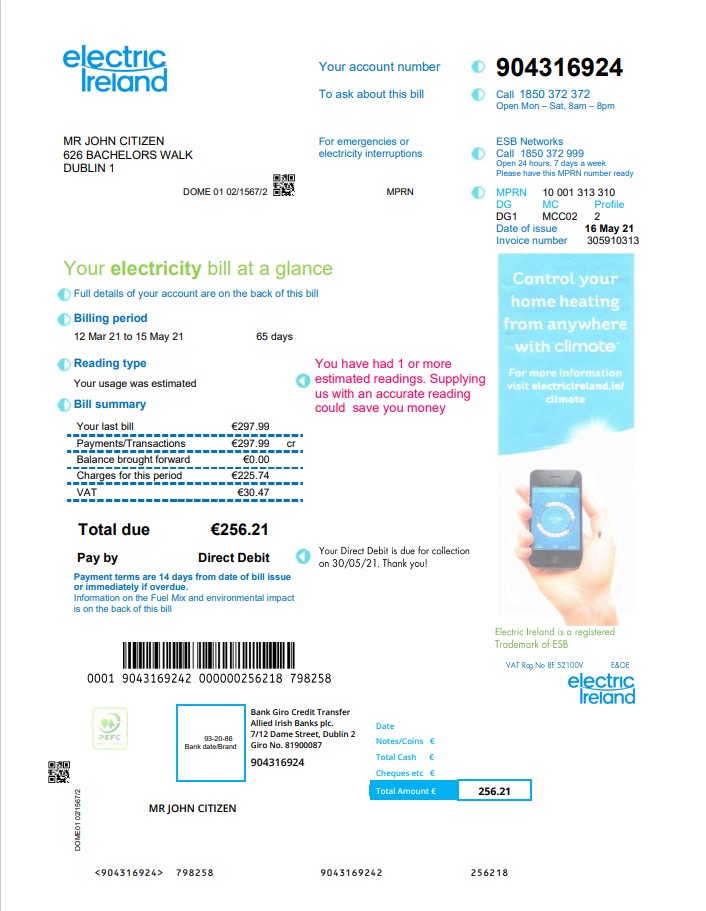 electric
Ireland
Your account number
904316924
To ask about this bill
Call 1850 372 372
Open Mon – Sat, 8am – 8pm
MR JOHN CITIZEN
626 BACHELORS WALK
DUBLIN 1
For emergencies or
electricity interruptions
ESB Networks
Call 1850 372 999
Open 24 hours, 7 days a week
Please have this MPRN number ready
DOME 01 02/1567/2
MPRN
MPRN 10 001 313 310
DG MC Profile
DG1 MCC02 2
Date of issue 16 May 21
Invoice number 305910313
Your electricity bill at a glance
Full details of your account are on the back of this bill
Billing period
12 Mar 21 to 15 May 21 65 days
Reading type
Your usage was estimated
You have had 1 or more
estimated readings. Supplying
us with an accurate reading
could save you money
Bill summary
Your last bill €297.99
Payments/Transactions €297.99 cr
Balance brought forward €0.00
Charges for this period €225.74
VAT €30.47
Total due €256.21
Pay by Direct Debit
Your Direct Debit is due for collection
on 30/05/21. Thank you!
Payment terms are 14 days from date of bill issue
or immediately if overdue.
Information on the Fuel Mix and environmental impact
is on the back of this bill
Control your
home heating
from anywhere
with climote
For more information
visit electricireland.ie/
climote
Electric Ireland is a registered
Trademark of ESB
VAT Reg No 8F 52100V E&OE
electric
Ireland
0001 9043169242 000000256218 798258
PEFC
93-20-86
Bank date/Brand
Bank Giro Credit Transfer
Allied Irish Banks plc.
7/12 Dame Street, Dublin 2
Giro No. 81900087
904316924
Date
Notes/Coins €
Total Cash €
Cheques etc €
Total Amount € 256.21
DOME01 021567/2
MR JOHN CITIZEN
<904316924> 798258 9043169242 256218